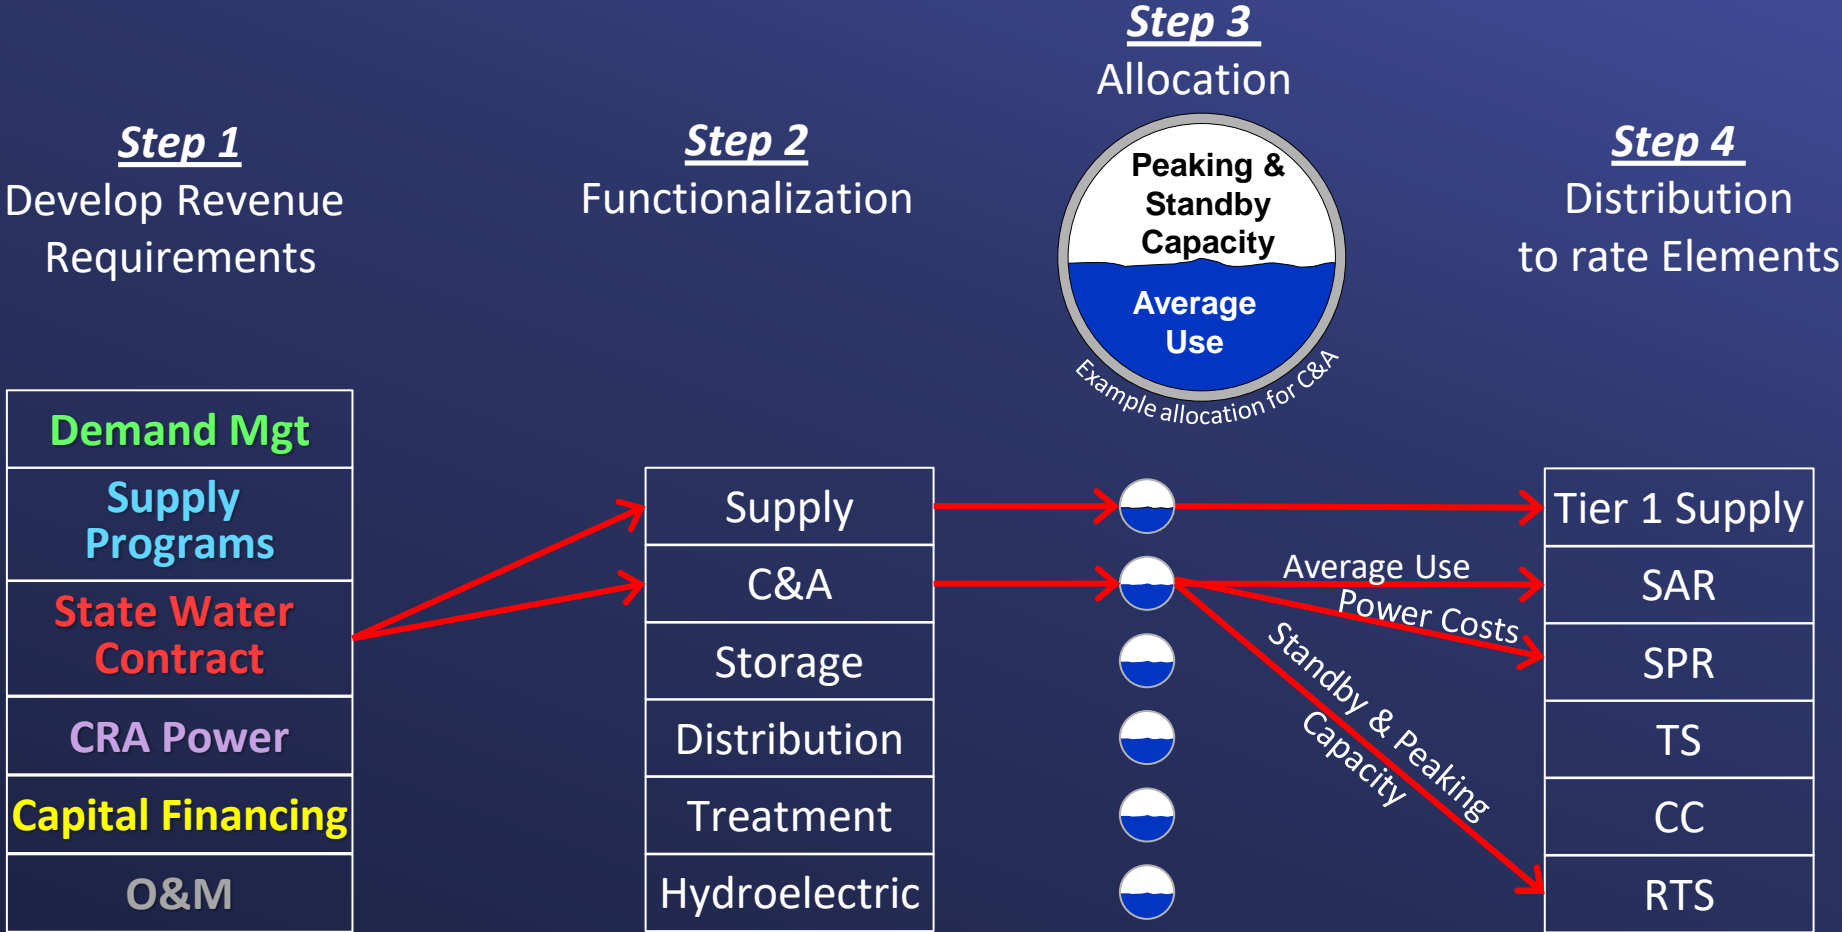 Step 1
Develop Revenue
Requirements
Demand Mgt
Supply
Programs
State Water
Contract
CRA Power
Capital Financing
O&M
Step 2
Functionalization
Supply
C&A
Storage
Distribution
Treatment
Hydroelectric
Step 3
Allocation
Peaking &
Standby
Capacity
Average
Use
Example allocation for C&A
Average Use
Power Costs
Standby & Peaking
Capacity
Step 4
Distribution
to rate Elements
Tier 1 Supply
SAR
SPR
TS
CC
RTS